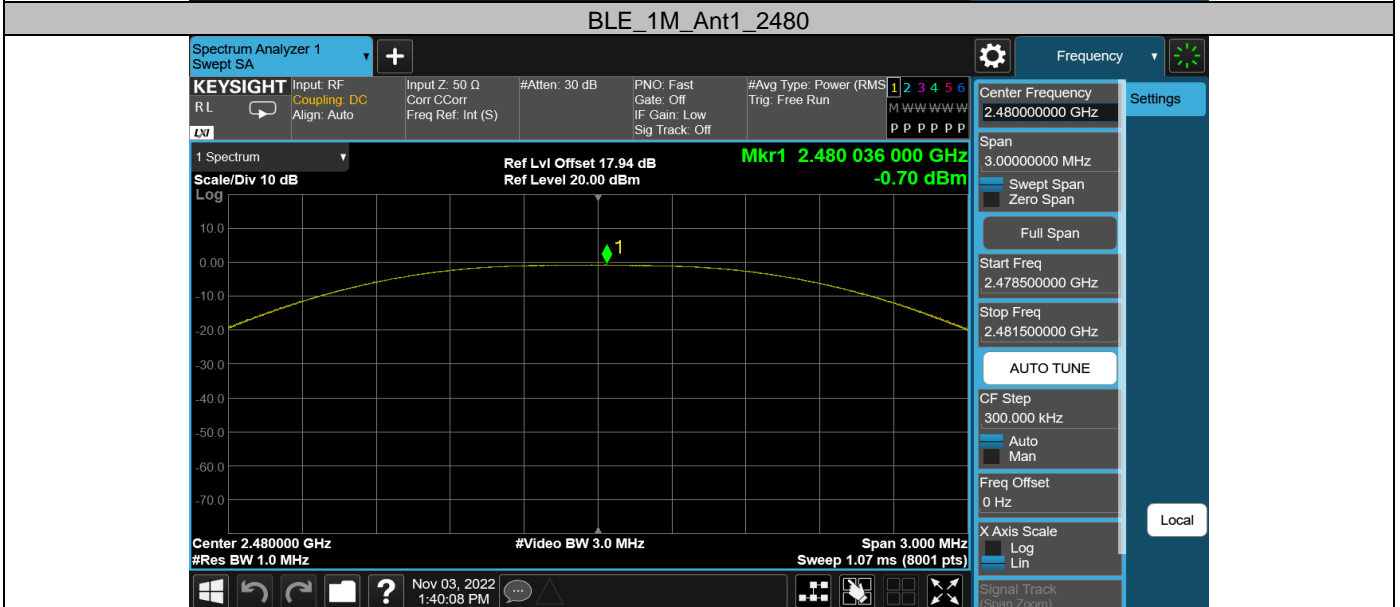 BLE_1M_Ant1_2480
Spectrum Analyzer 1
Swept SA
+
Frequency
KEYSIGHT
R L
LXI
Input: RF
Coupling: DC
Align: Auto
Input Z: 50 Ω
Corr CCorr
Freq Ref: Int (S)
#Atten: 30 dB
PNO: Fast
Gate: Off
IF Gain: Low
Sig Track: Off
#Avg Type: Power (RMS
Trig: Free Run
1 2 3 4 5 6
M W W W W W
P P P P P P
1 Spectrum
Scale/Div 10 dB
Ref Lvl Offset 17.94 dB
Ref Level 20.00 dBm
Mkr1 2.480 036 000 GHz
-0.70 dBm
Log
10.0
0.00
-10.0
-20.0
-30.0
-40.0
-50.0
-60.0
-70.0
1
Center 2.480000 GHz
#Res BW 1.0 MHz
#Video BW 3.0 MHz
Span 3.000 MHz
Sweep 1.07 ms (8001 pts)
Center Frequency
2.480000000 GHz
Settings
Span
3.00000000 MHz
Swept Span
Zero Span
Full Span
Start Freq
2.478500000 GHz
Stop Freq
2.481500000 GHz
AUTO TUNE
CF Step
300.000 kHz
Auto
Man
Freq Offset
0 Hz
X Axis Scale
Log
Lin
Local
Signal Track
(Span Zoom)
?
Nov 03, 2022
1:40:08 PM